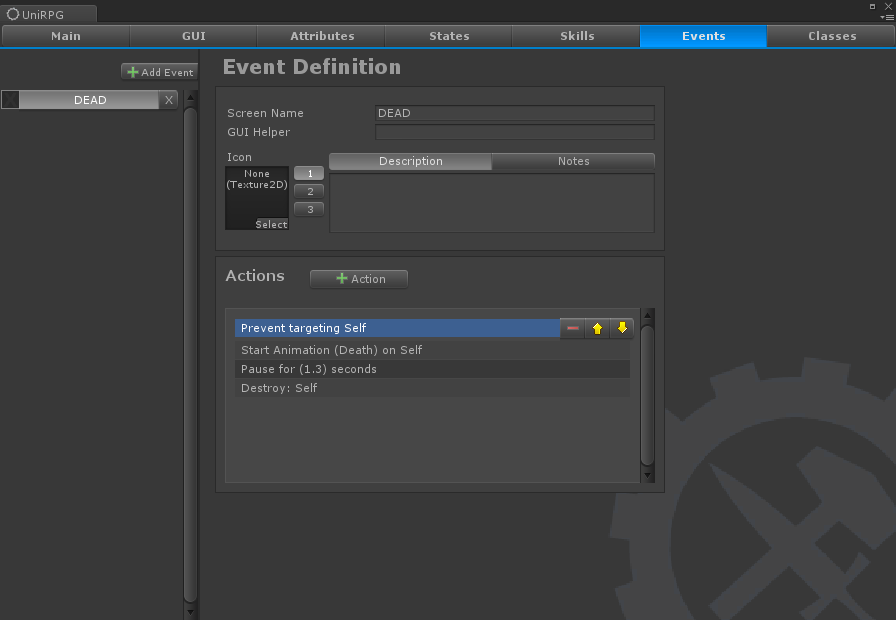 UniRPG
Main GUI Attributes States Skills Events Classes
Add Event
DEAD X
Event Definition
Screen Name DEAD
GUI Helper
Icon
None
(Texture2D)
Select
1
2
3
Description Notes
Actions Action
Prevent targeting Self
Start Animation (Death) on Self
Pause for (1.3) seconds
Destroy: Self